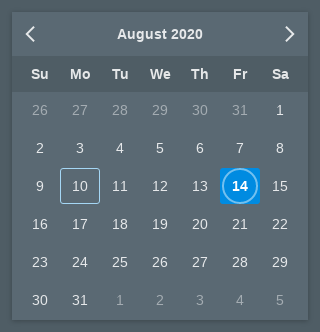 August 2020
Su Mo Tu We Th Fr Sa
26 27 28 29 30 31 1
2 3 4 5 6 7 8
9 10 11 12 13 14 15
16 17 18 19 20 21 22
23 24 25 26 27 28 29
30 31 1 2 3 4 5